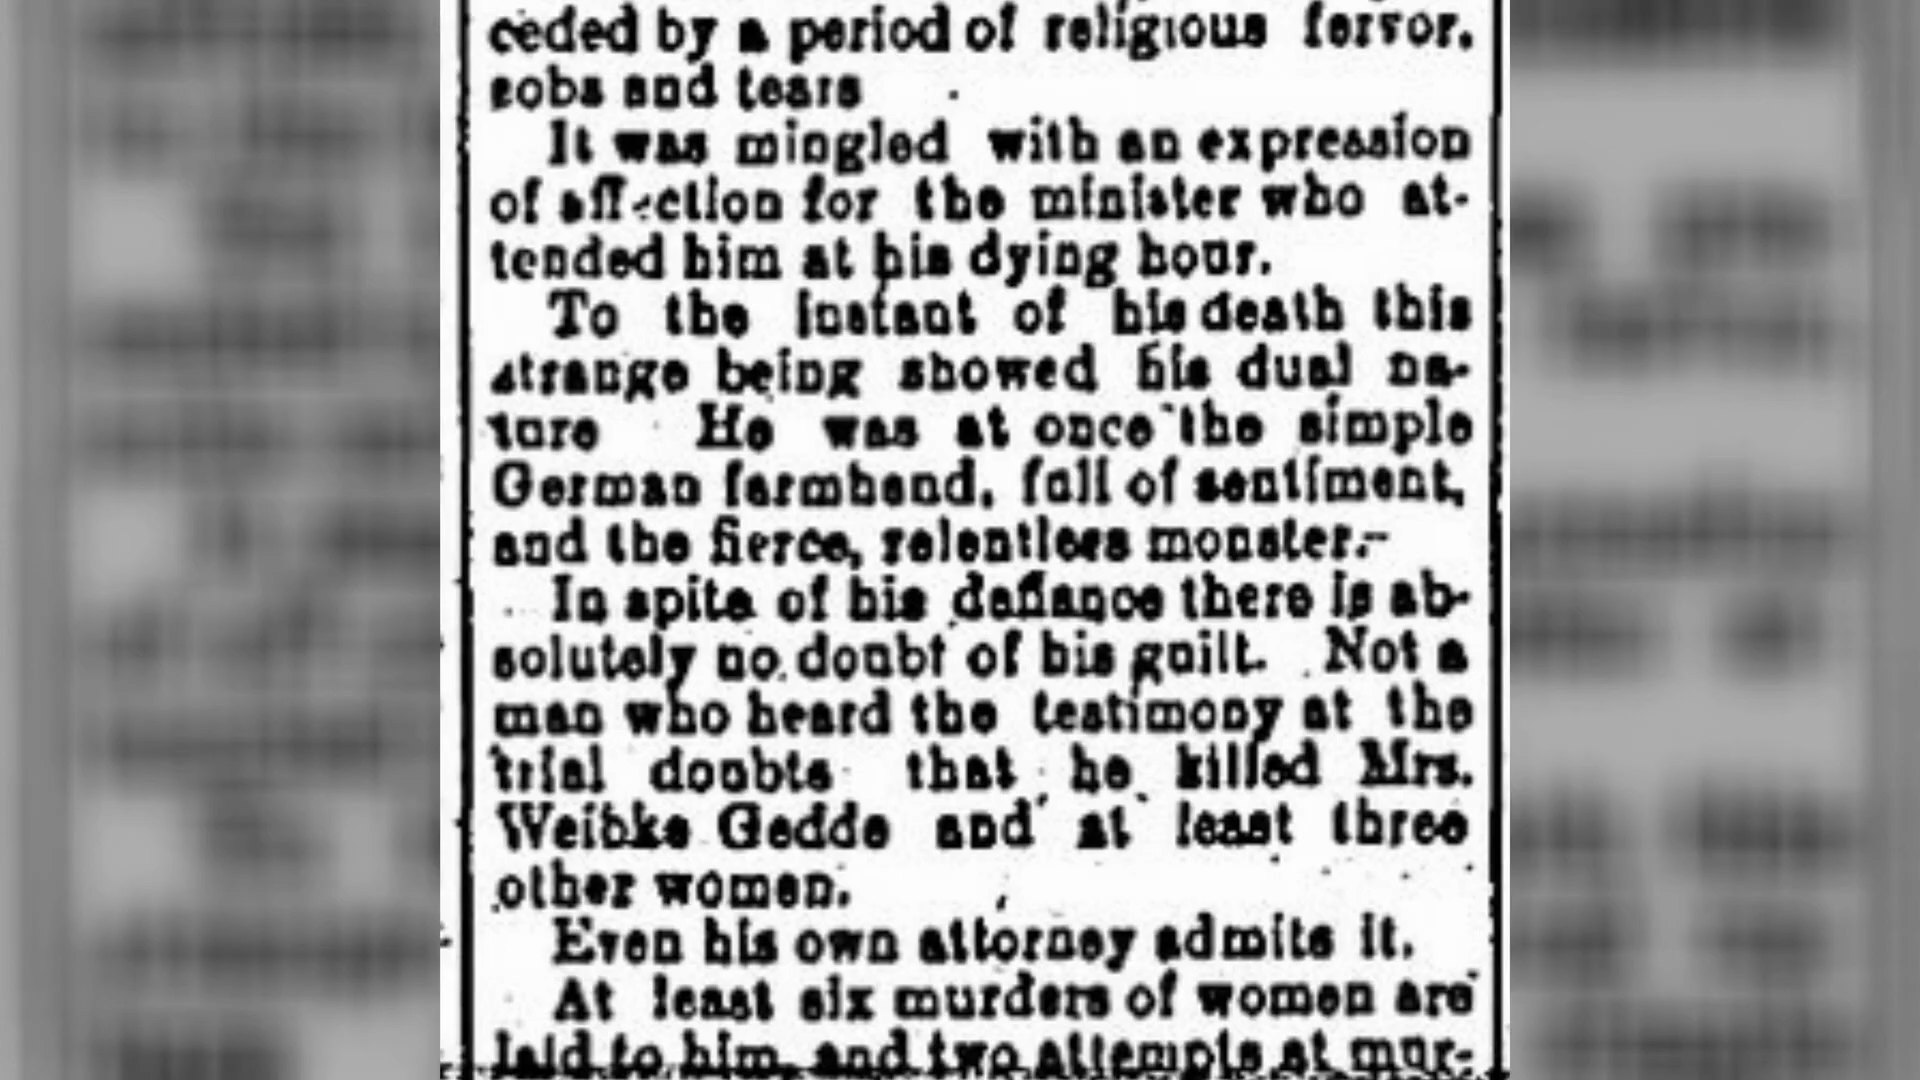 ceded by a period of religious fervor,
sobs and tears
It was mingled with an expression
of affection for the minister who at-
tended him at his dying hour.
To the instant of his death this
strange being showed his dual na-
ture He was at once the simple
German farmhand, full of sentiment,
and the fierce, relentless monster.-
In spite of his defiance there is ab-
solutely no doubt of his guilt. Not a
man who heard the testimony at the
trial doubts that he killed Mrs.
Weibke Gedde and at least three
other women.
Even his own attorney admits it.
At least six murders of women are
laid to him, and two attempts at mur-